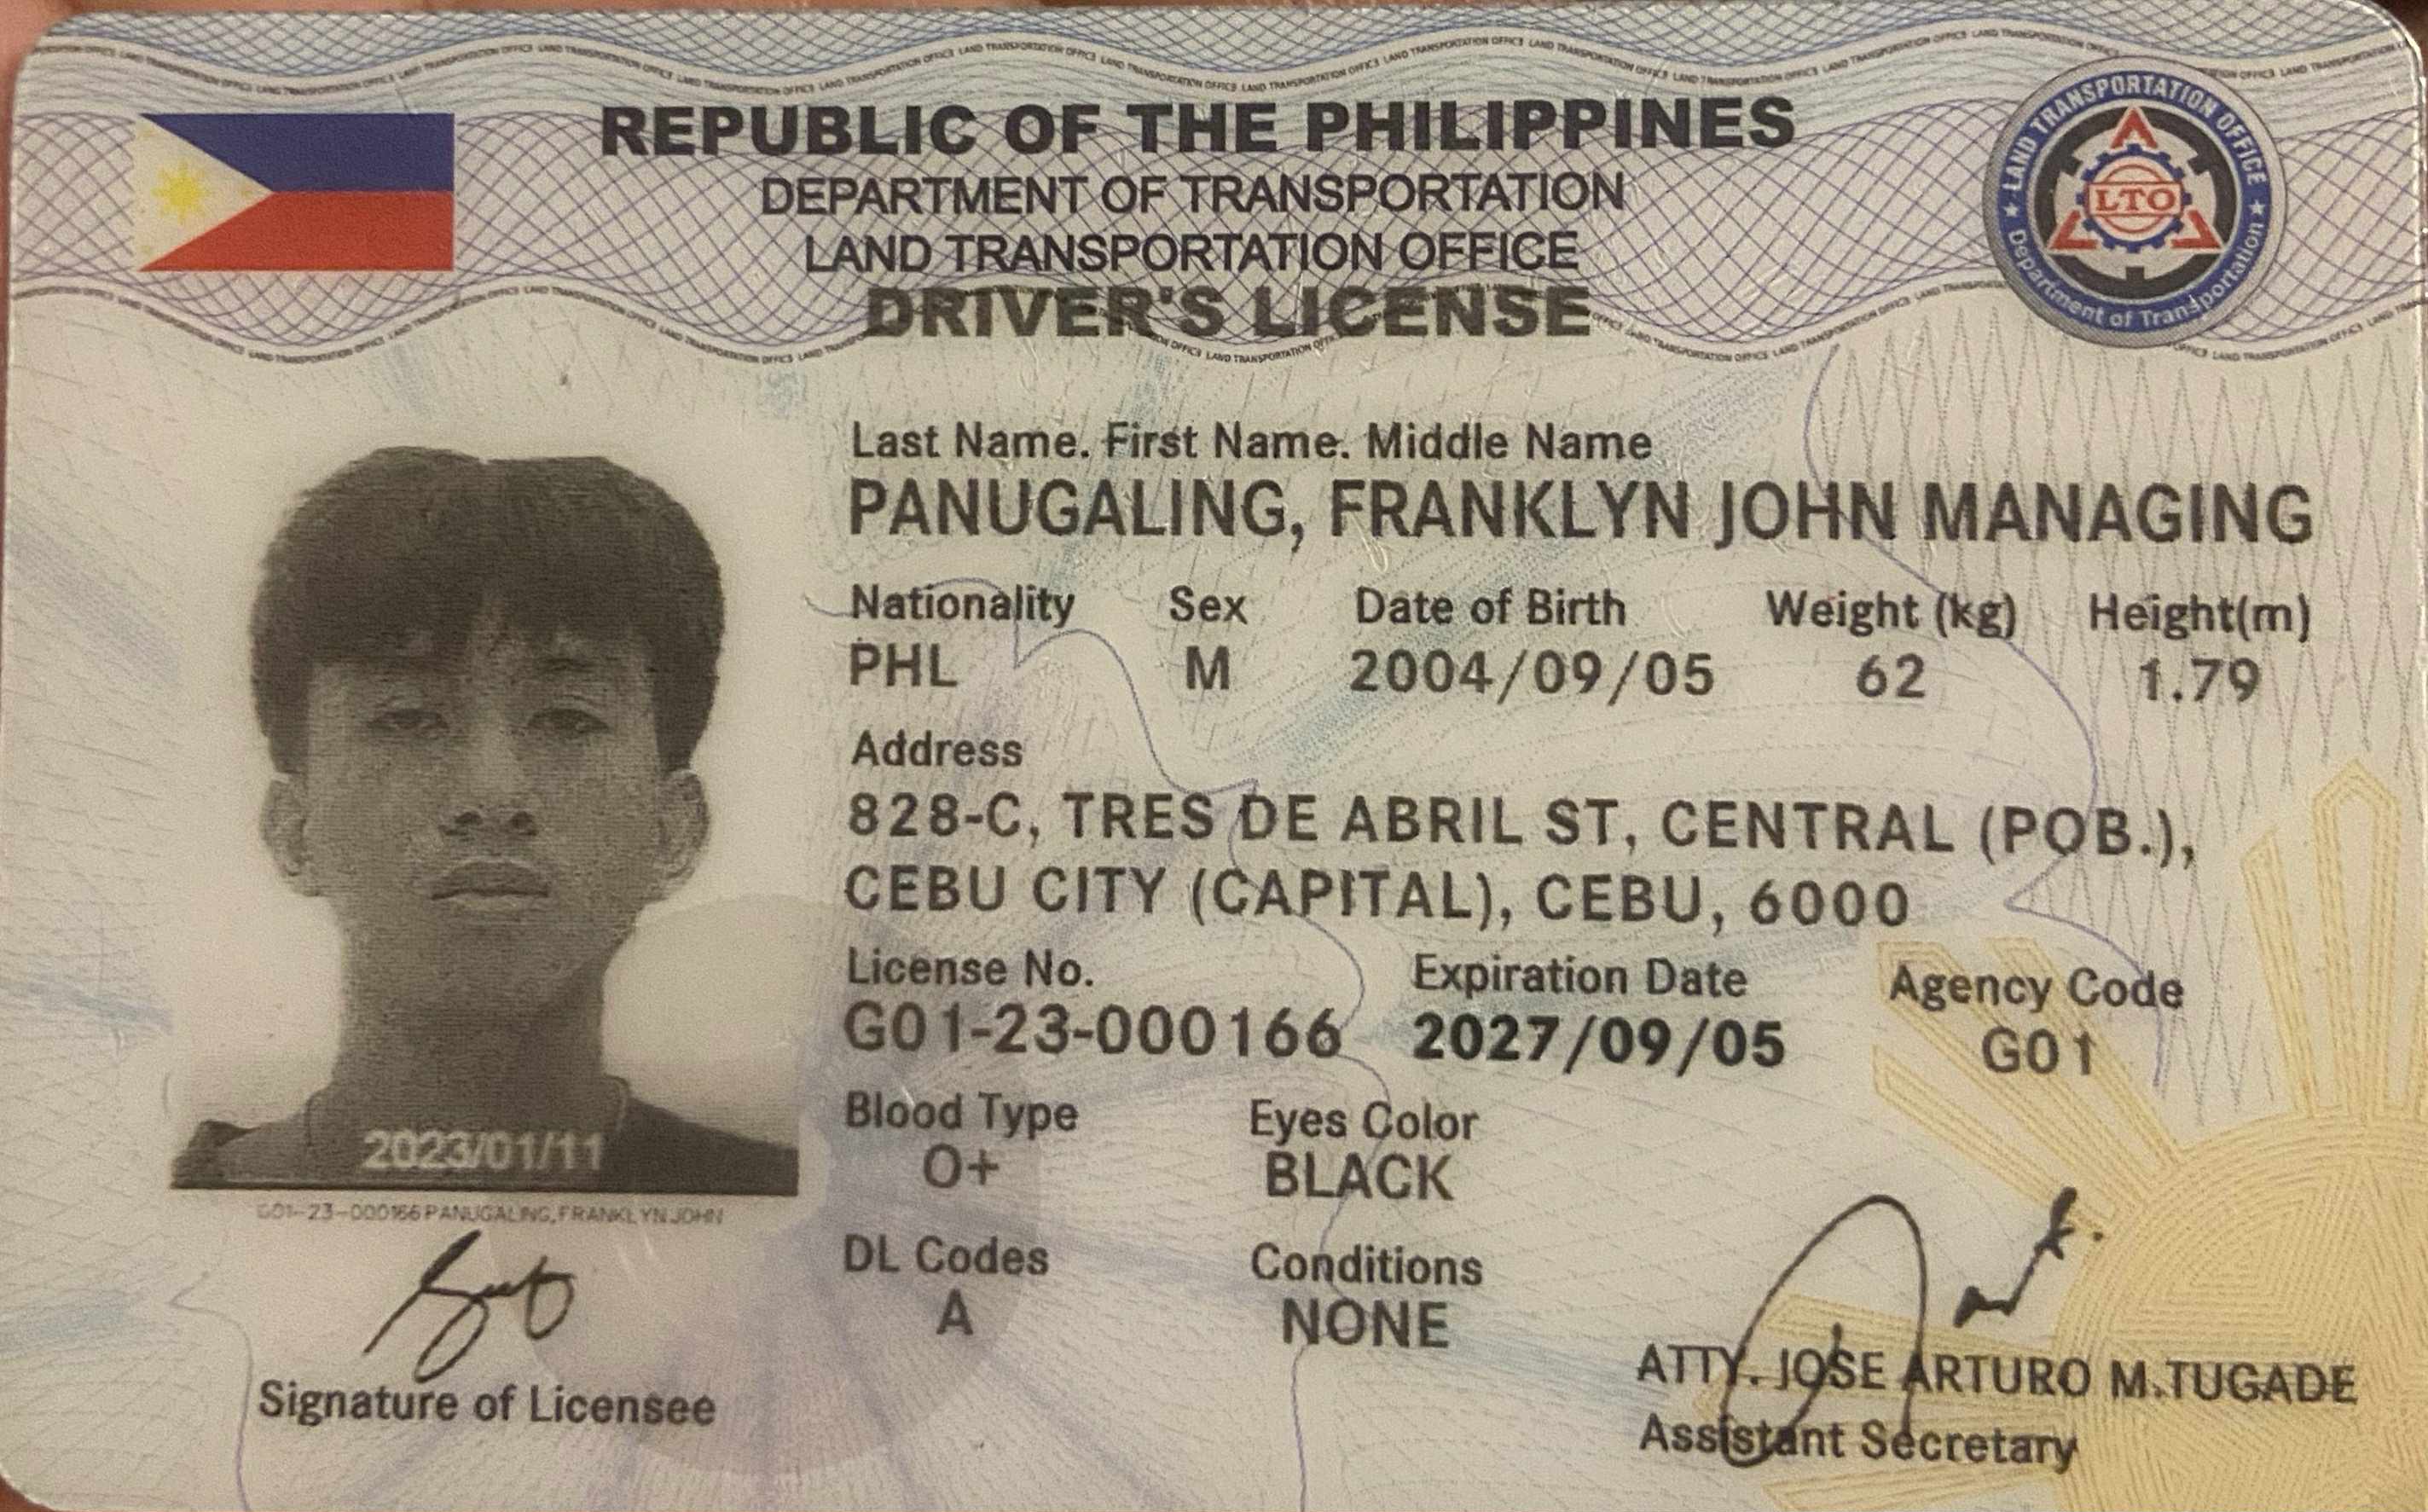 REPUBLIC OF THE PHILIPPINES
DEPARTMENT OF TRANSPORTATION
LAND TRANSPORTATION OFFICE
DRIVER'S LICENSE
LAND TRANSPORTATION OFFICE
LTO
Department of Transportation
Last Name. First Name. Middle Name
PANUGALING, FRANKLYN JOHN MANAGING
Nationality Sex Date of Birth Weight (kg) Height(m)
PHL M 2004/09/05 62 1.79
Address
828-C, TRES DE ABRIL ST, CENTRAL (POB.),
CEBU CITY (CAPITAL), CEBU, 6000
License No. Expiration Date Agency Code
G01-23-000166 2027/09/05 G01
Blood Type Eyes Color
O+ BLACK
DL Codes Conditions
A NONE
2023/01/11
G01-23-000166 PANUGALING, FRANKLYN JOHN
Signature of Licensee
ATTY. JOSE ARTURO M. TUGADE
Assistant Secretary